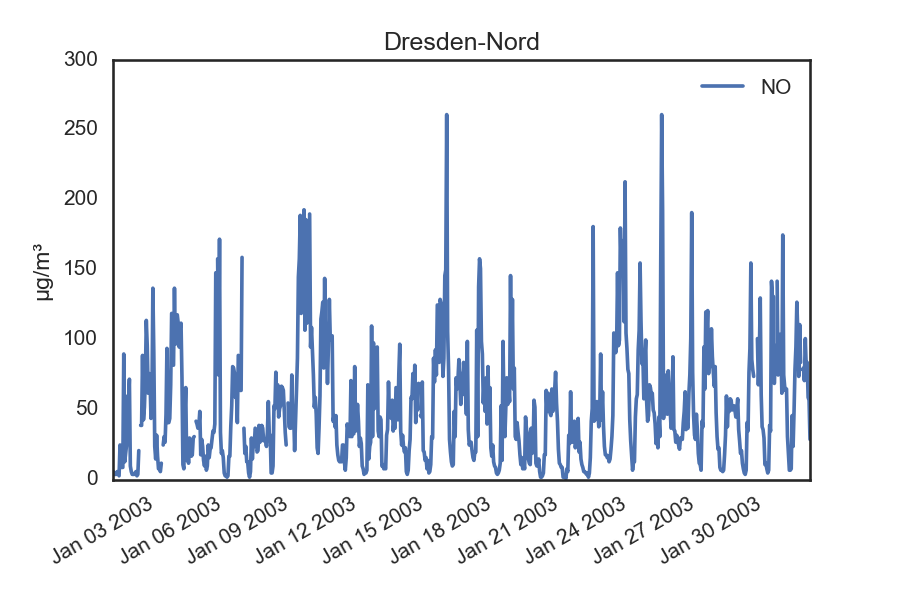 Dresden-Nord
300
250
200
150
100
50
0
µg/m³
NO
Jan 03 2003
Jan 06 2003
Jan 09 2003
Jan 12 2003
Jan 15 2003
Jan 18 2003
Jan 21 2003
Jan 24 2003
Jan 27 2003
Jan 30 2003